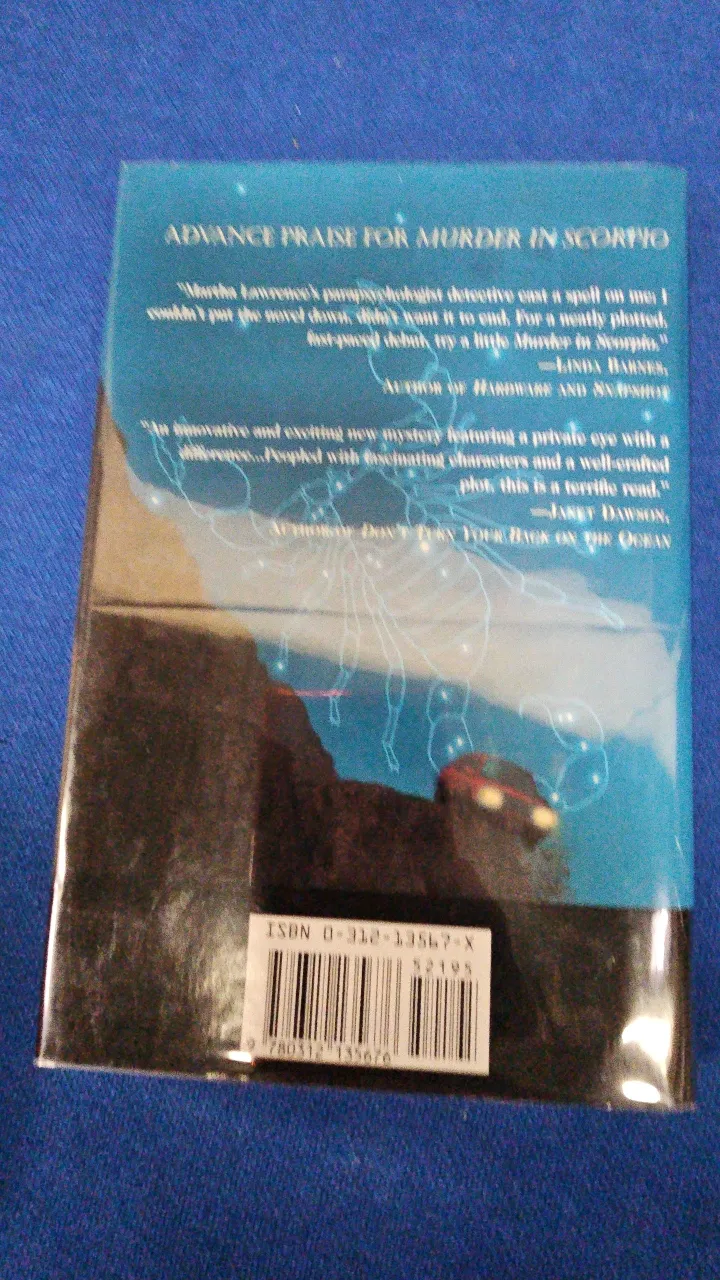 ADVANCE PRAISE FOR MURDER IN SCORPIO
"Martha Lawrence's parapsychologist detective cast a spell on me; I
couldn't put the novel down, didn't want it to end. For a neatly plotted,
fast-paced debut, try a little Murder in Scorpio."
—LINDA BARNES,
AUTHOR OF HARDWARE AND SNAPSHOT
"An innovative and exciting new mystery featuring a private eye with a
difference...Peopled with fascinating characters and a well-crafted
plot, this is a terrific read."
—JANET DAWSON,
AUTHOR OF DON'T TURN YOUR BACK ON THE OCEAN
ISBN 0-312-13567-X
52195
9 780312 135676